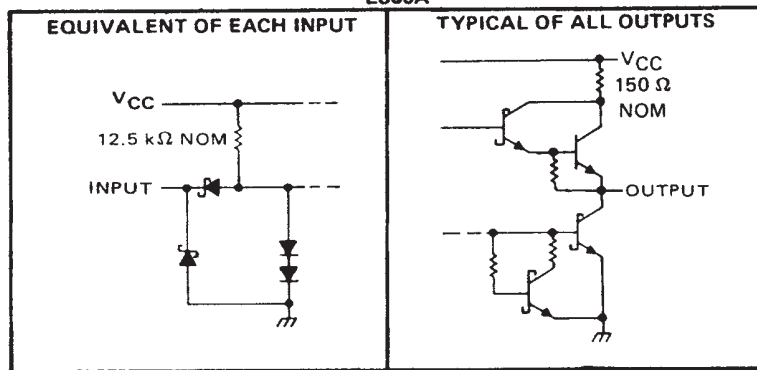 EQUIVALENT OF EACH INPUT
VCC
12.5 kΩ NOM
INPUT
TYPICAL OF ALL OUTPUTS
VCC
150 Ω
NOM
OUTPUT